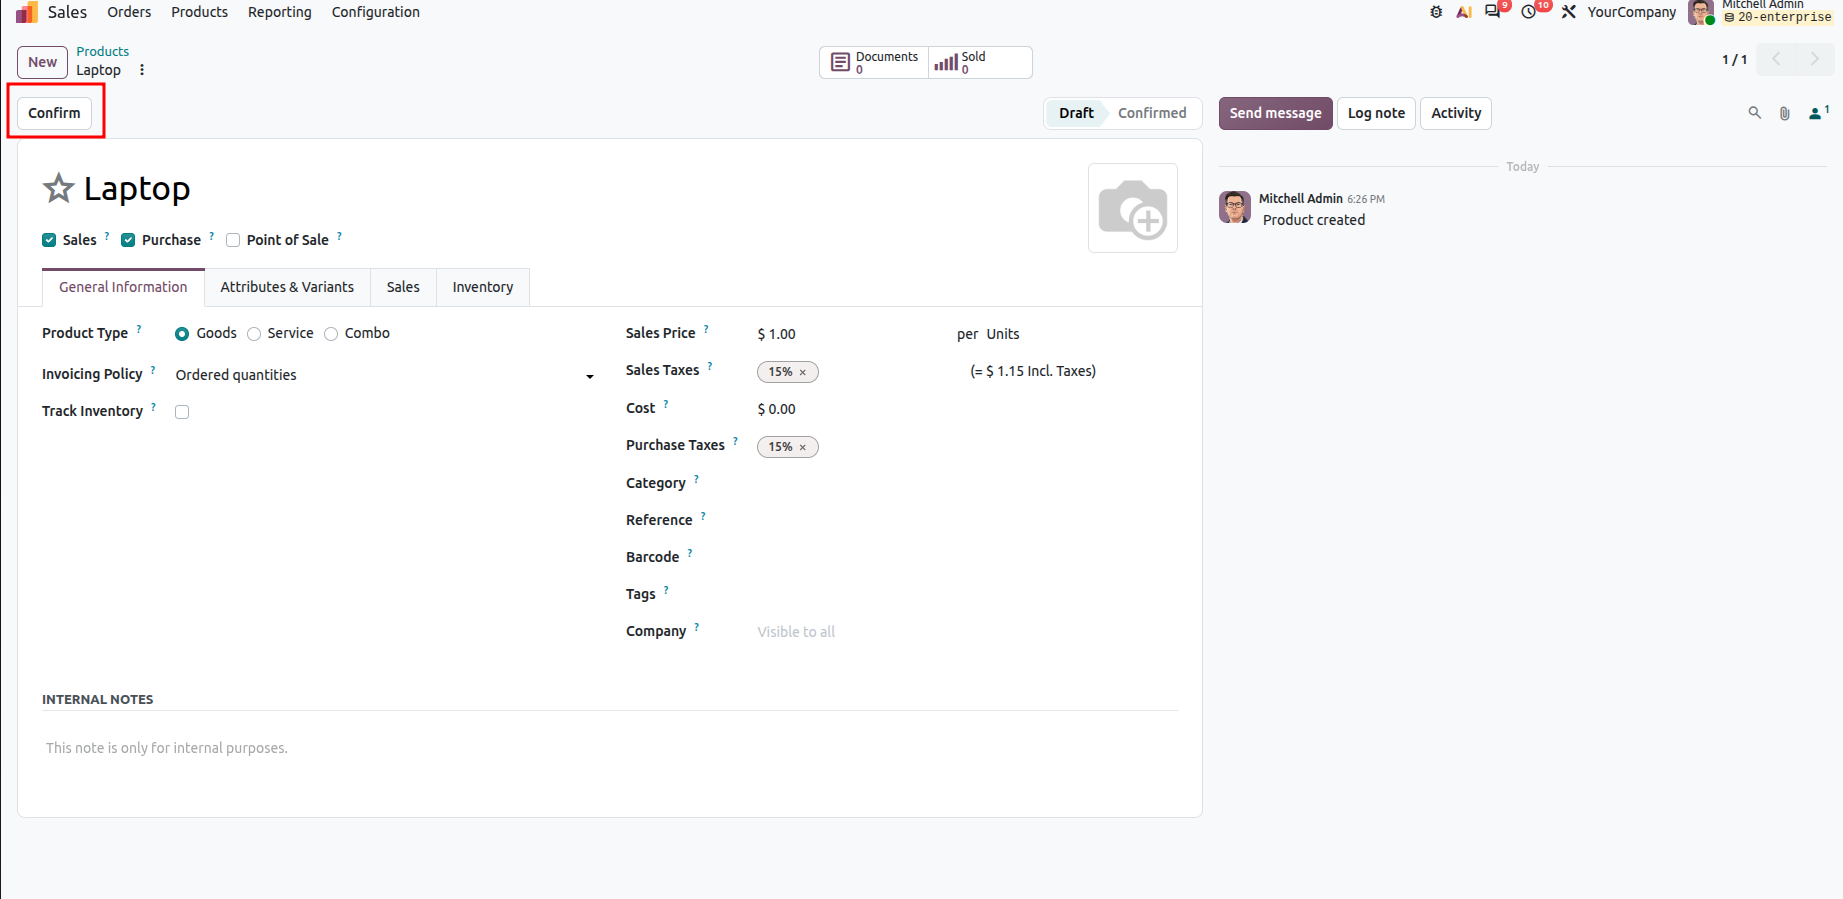 Sales Orders Products Reporting Configuration AI 9 10 YourCompany Mitchell Admin
20-enterprise
New Products Documents 0 Sold 0 1 / 1
Laptop
Confirm Draft Confirmed Send message Log note Activity 1
Today
Laptop
Mitchell Admin 6:26 PM
Product created
Sales ? Purchase ? Point of Sale ?
General Information Attributes & Variants Sales Inventory
Product Type ? Goods Service Combo
Invoicing Policy ? Ordered quantities
Track Inventory ?
Sales Price ? $ 1.00 per Units
Sales Taxes ? 15% × (= $ 1.15 Incl. Taxes)
Cost ? $ 0.00
Purchase Taxes ? 15% ×
Category ?
Reference ?
Barcode ?
Tags ?
Company ? Visible to all
INTERNAL NOTES
This note is only for internal purposes.